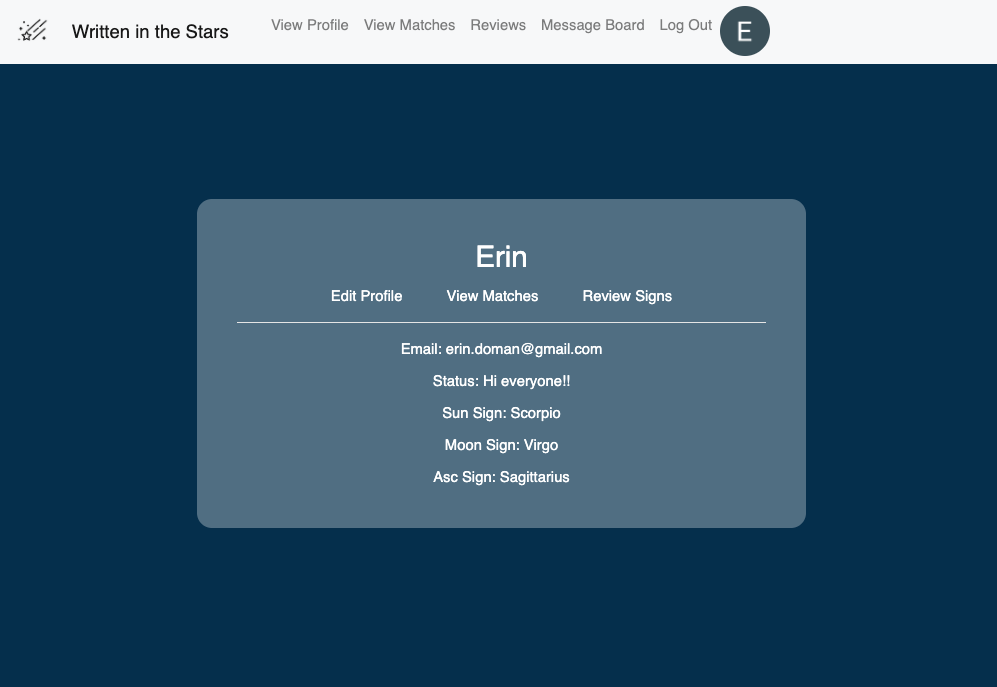 Written in the Stars View Profile View Matches Reviews Message Board Log Out E
Erin
Edit Profile View Matches Review Signs
Email: erin.doman@gmail.com
Status: Hi everyone!!
Sun Sign: Scorpio
Moon Sign: Virgo
Asc Sign: Sagittarius